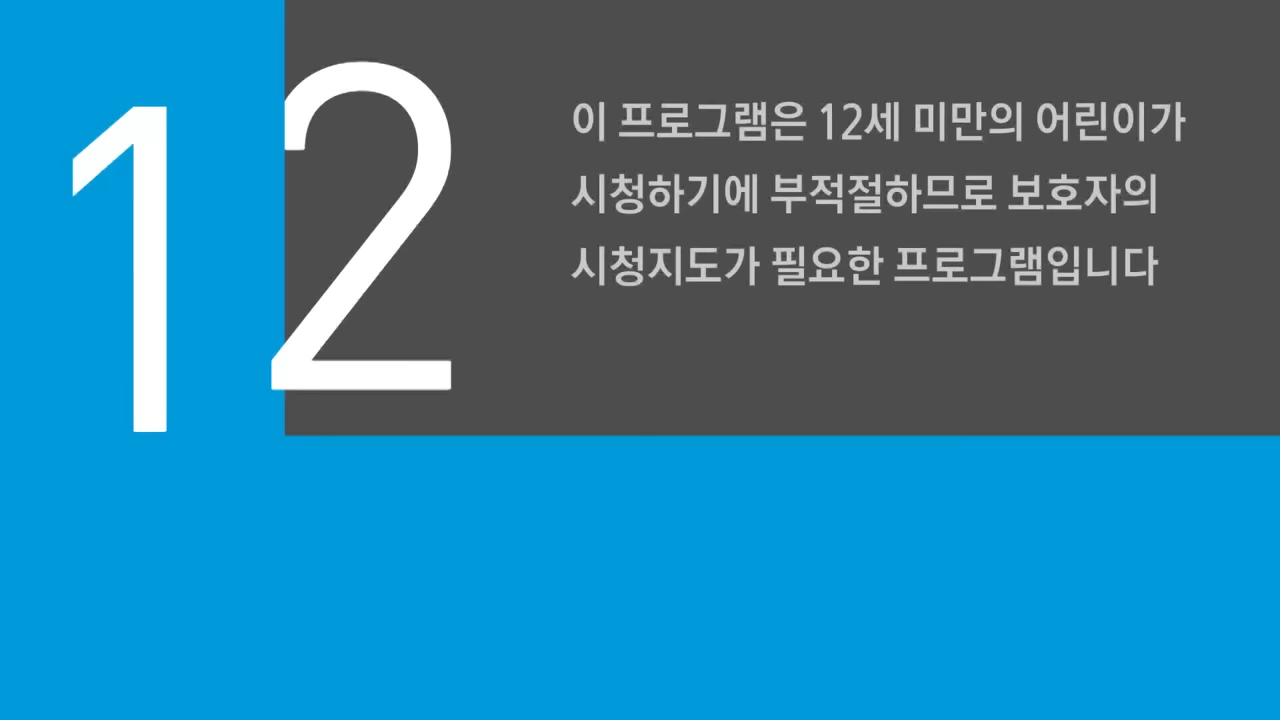 12
이 프로그램은 12세 미만의 어린이가
시청하기에 부적절하므로 보호자의
시청지도가 필요한 프로그램입니다